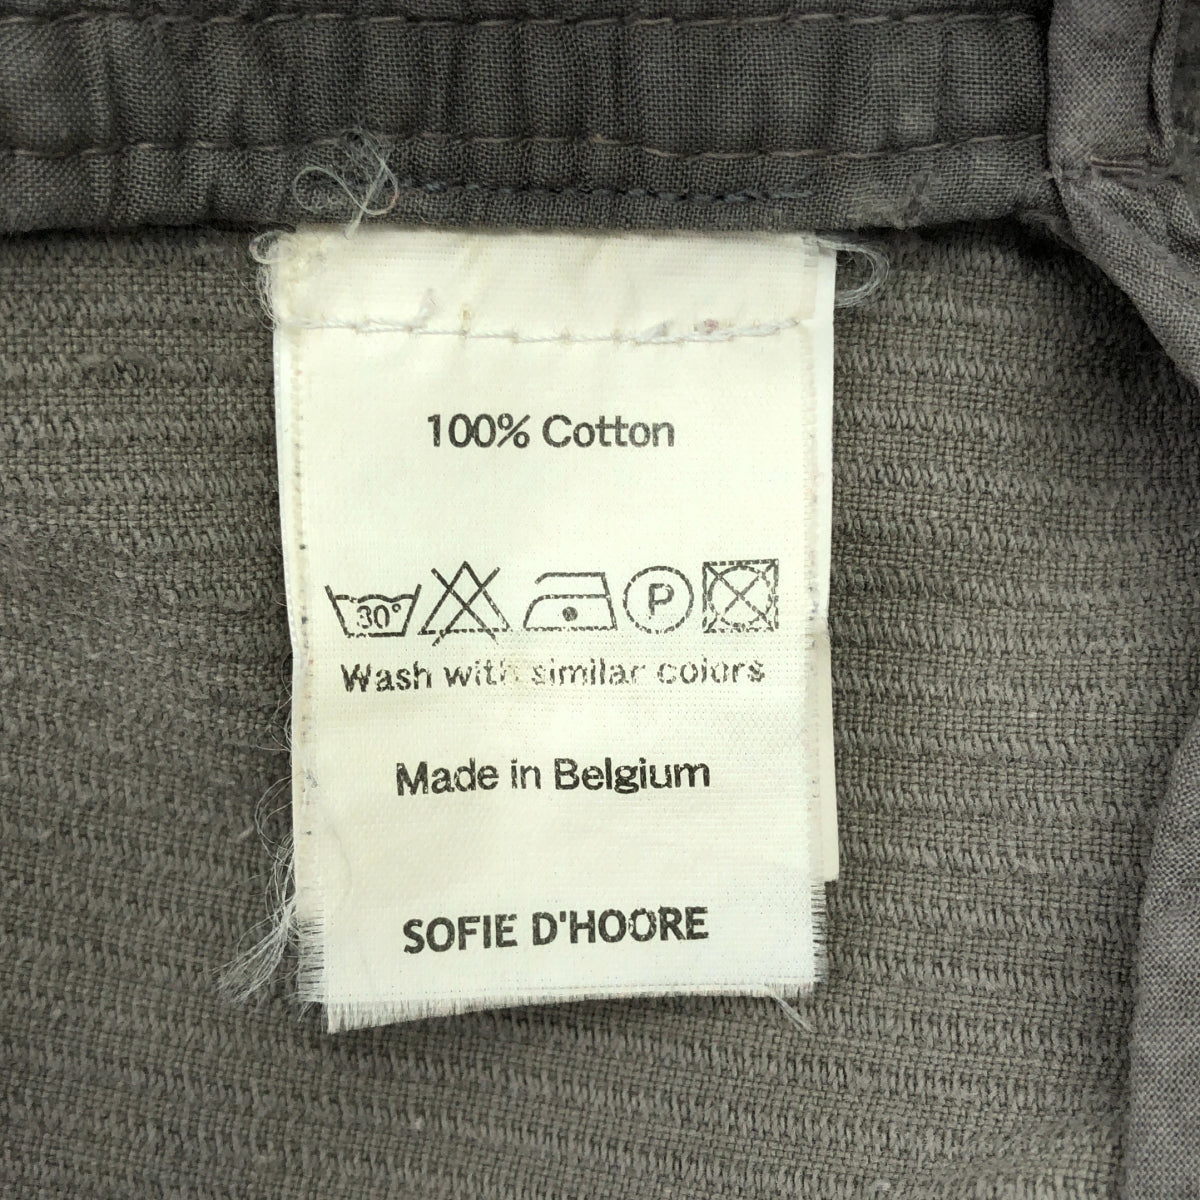 100% Cotton
30° P
Wash with similar colors
Made in Belgium
SOFIE D'HOORE